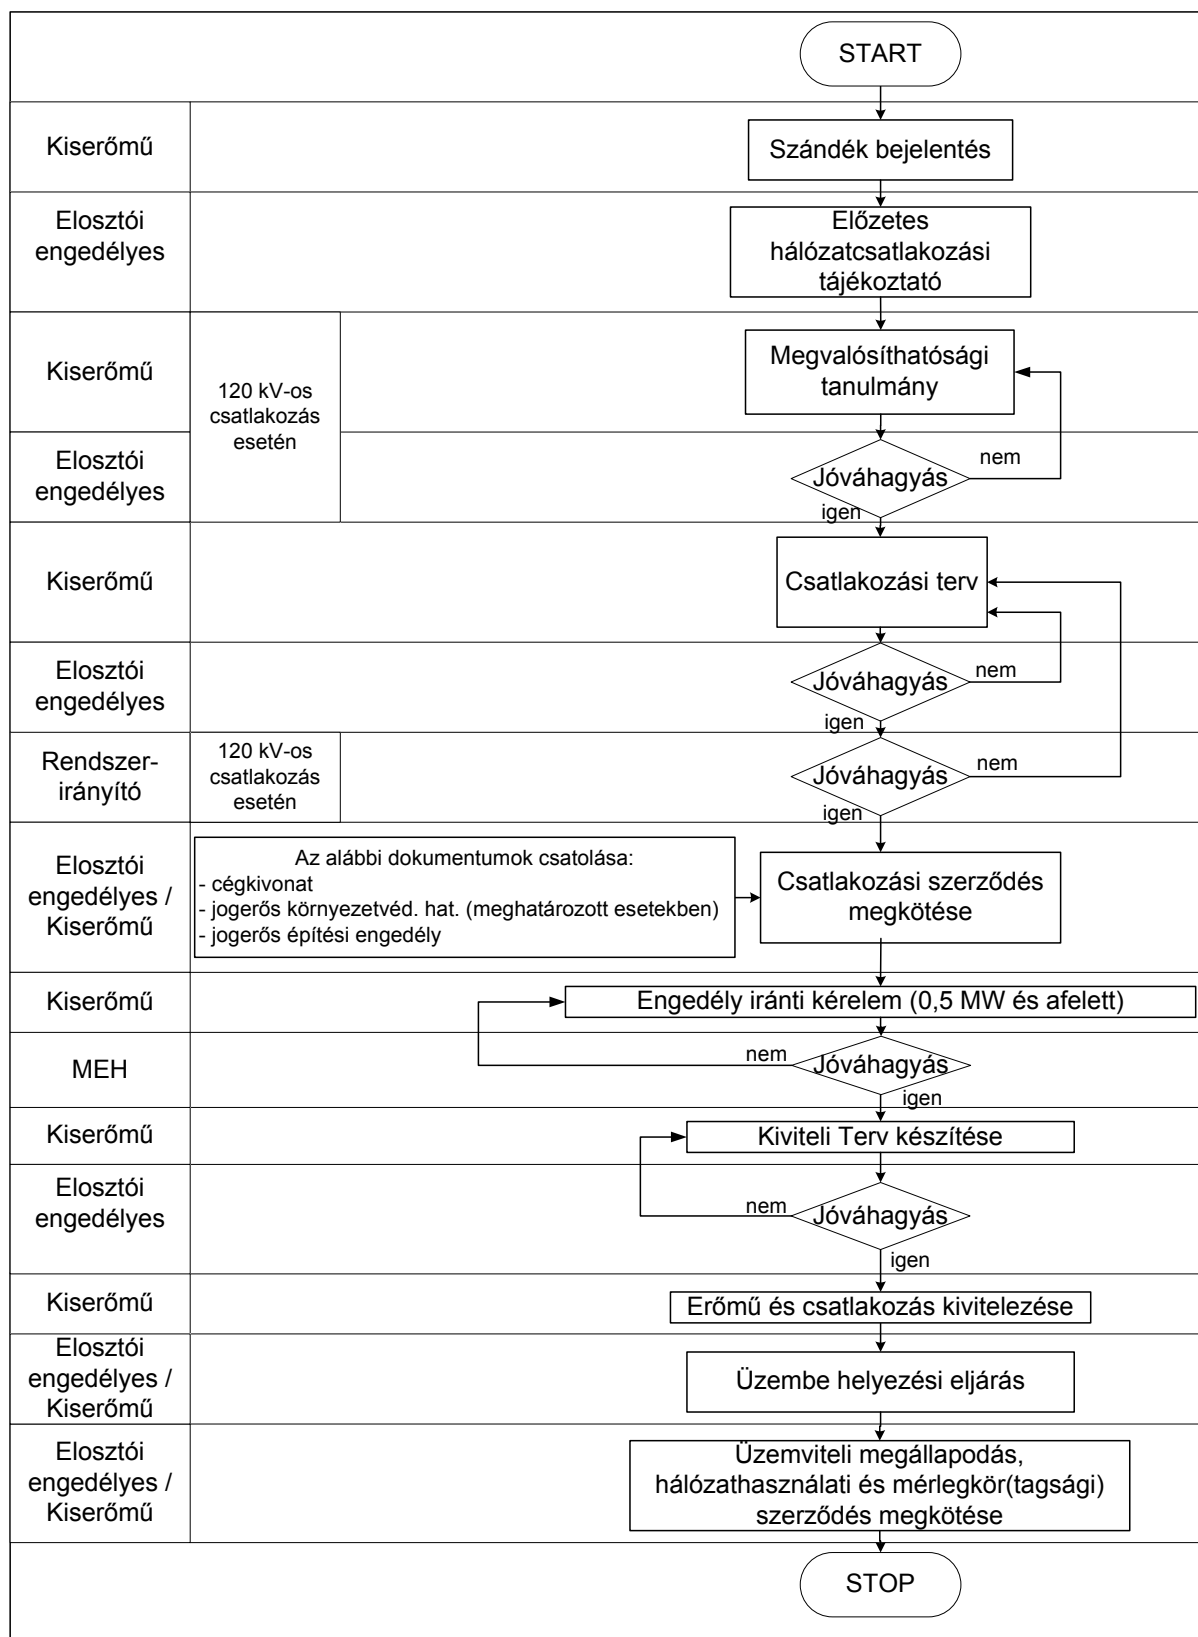 START
Kiserőmű
Szándék bejelentés
Elosztói
engedélyes
Előzetes
hálózatcsatlakozási
tájékoztató
Kiserőmű
120 kV-os
csatlakozás
esetén
Megvalósíthatósági
tanulmány
Elosztói
engedélyes
Jóváhagyás
nem
igen
Kiserőmű
Csatlakozási terv
Elosztói
engedélyes
Jóváhagyás
nem
igen
Rendszer-
irányító
120 kV-os
csatlakozás
esetén
Jóváhagyás
nem
igen
Elosztói
engedélyes /
Kiserőmű
Az alábbi dokumentumok csatolása:
- cégkivonat
- jogerős környezetvéd. hat. (meghatározott esetekben)
- jogerős építési engedély
Csatlakozási szerződés
megkötése
Kiserőmű
Engedély iránti kérelem (0,5 MW és afelett)
MEH
nem
Jóváhagyás
igen
Kiserőmű
Kiviteli Terv készítése
Elosztói
engedélyes
nem
Jóváhagyás
igen
Kiserőmű
Erőmű és csatlakozás kivitelezése
Elosztói
engedélyes /
Kiserőmű
Üzembe helyezési eljárás
Elosztói
engedélyes /
Kiserőmű
Üzemviteli megállapodás,
hálózathasználati és mérlegkör(tagsági)
szerződés megkötése
STOP